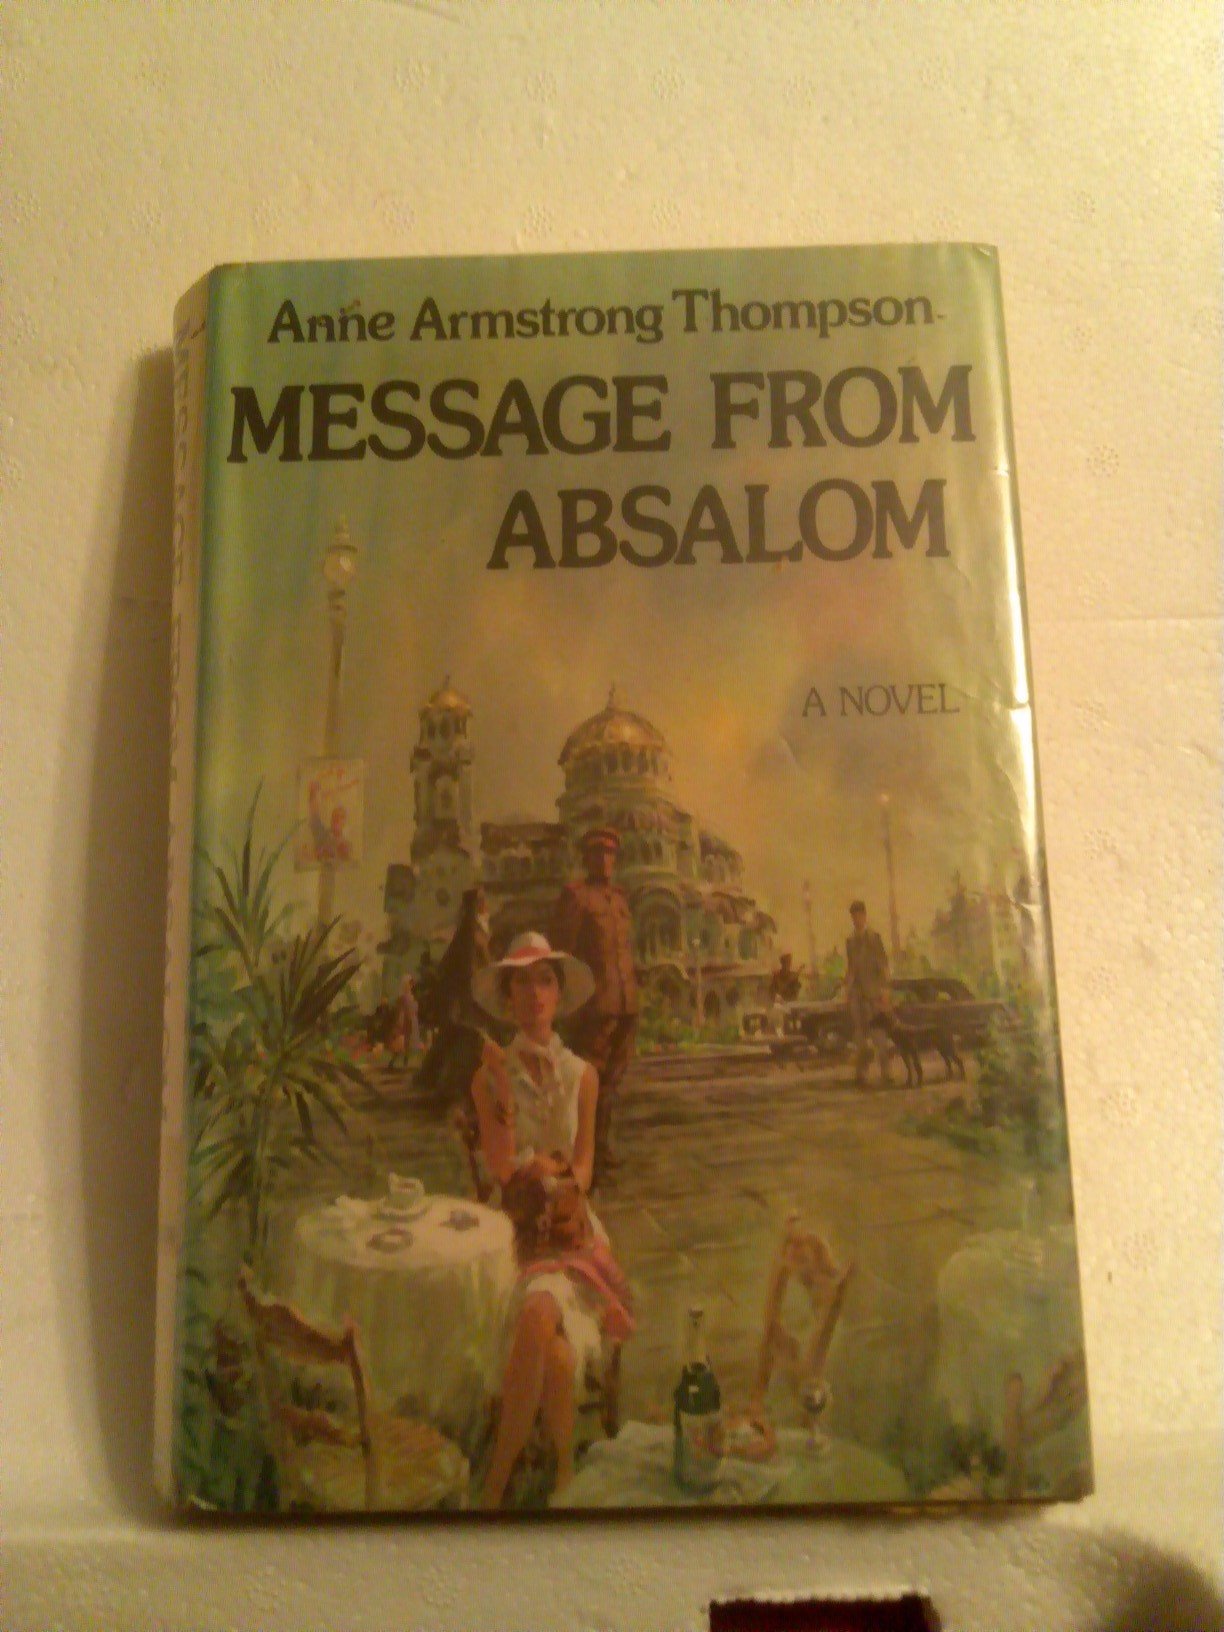 Anne Armstrong Thompson
MESSAGE FROM
ABSALOM
A NOVEL